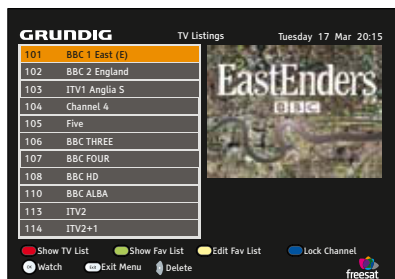 GRUNDIG TV Listings Tuesday 17 Mar 20:15
101 BBC 1 East (E)
102 BBC 2 England
103 ITV1 Anglia S
104 Channel 4
105 Five
106 BBC THREE
107 BBC FOUR
108 BBC HD
110 BBC ALBA
113 ITV2
114 ITV2+1
EastEnders
BBC
Show TV List Show Fav List Edit Fav List Lock Channel
Watch Exit Exit Menu Delete
freesat